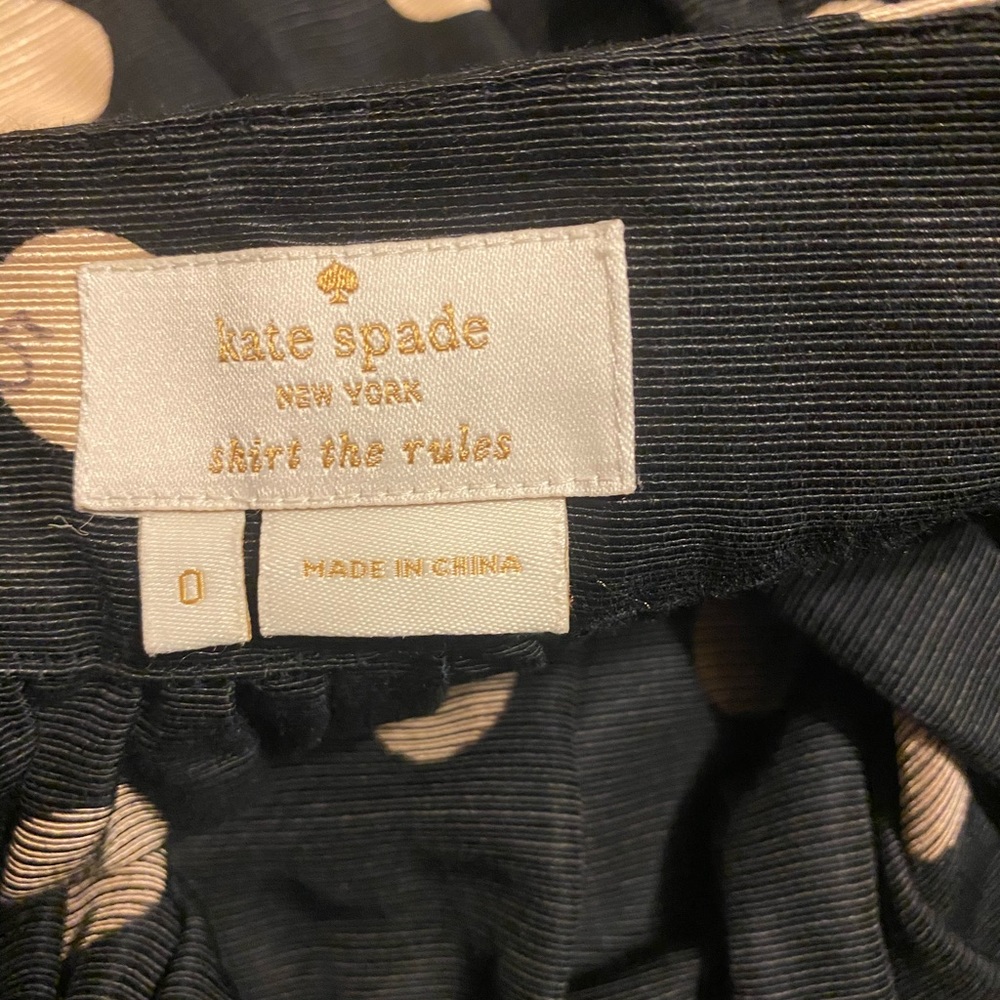 kate spade
NEW YORK
skirt the rules
0
MADE IN CHINA